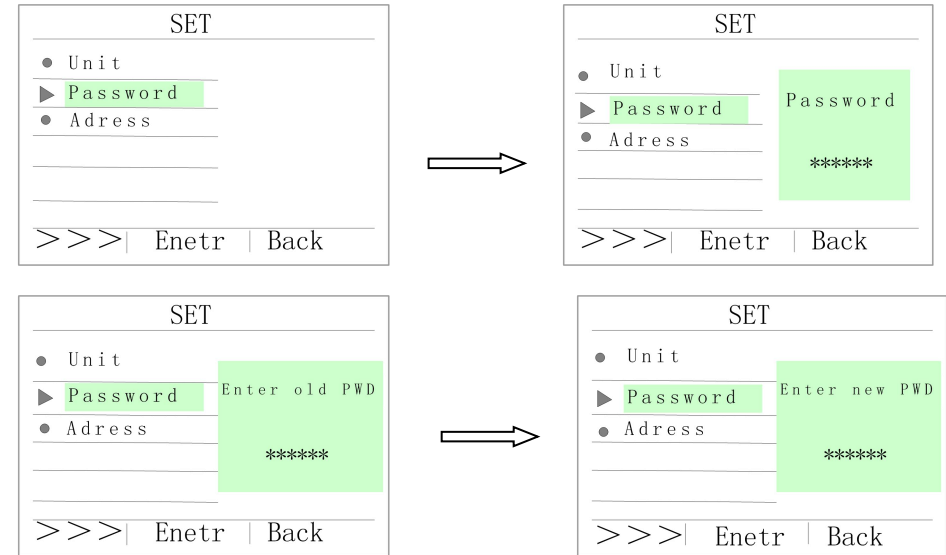 SET
Unit
Password
Adress
>>>| Enetr | Back
SET
Unit
Password
Adress
Password
******
>>>| Enetr | Back
SET
Unit
Password
Adress
Enter old PWD
******
>>>| Enetr | Back
SET
Unit
Password
Adress
Enter new PWD
******
>>>| Enetr | Back